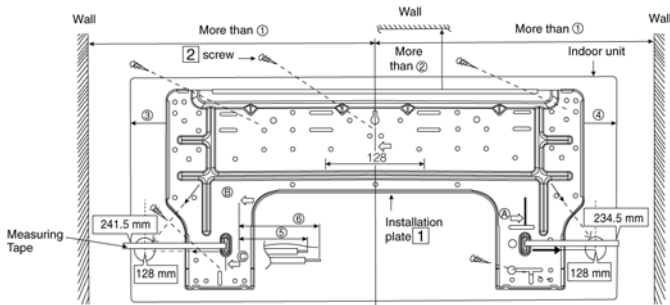 Wall
Wall
Wall
More than ①
More than ①
2 screw
More
than ②
Indoor unit
③
④
128
Ⓑ
⑥
⑤
Ⓒ
Ⓐ
241.5 mm
234.5 mm
Measuring
Tape
Installation
plate 1
128 mm
128 mm